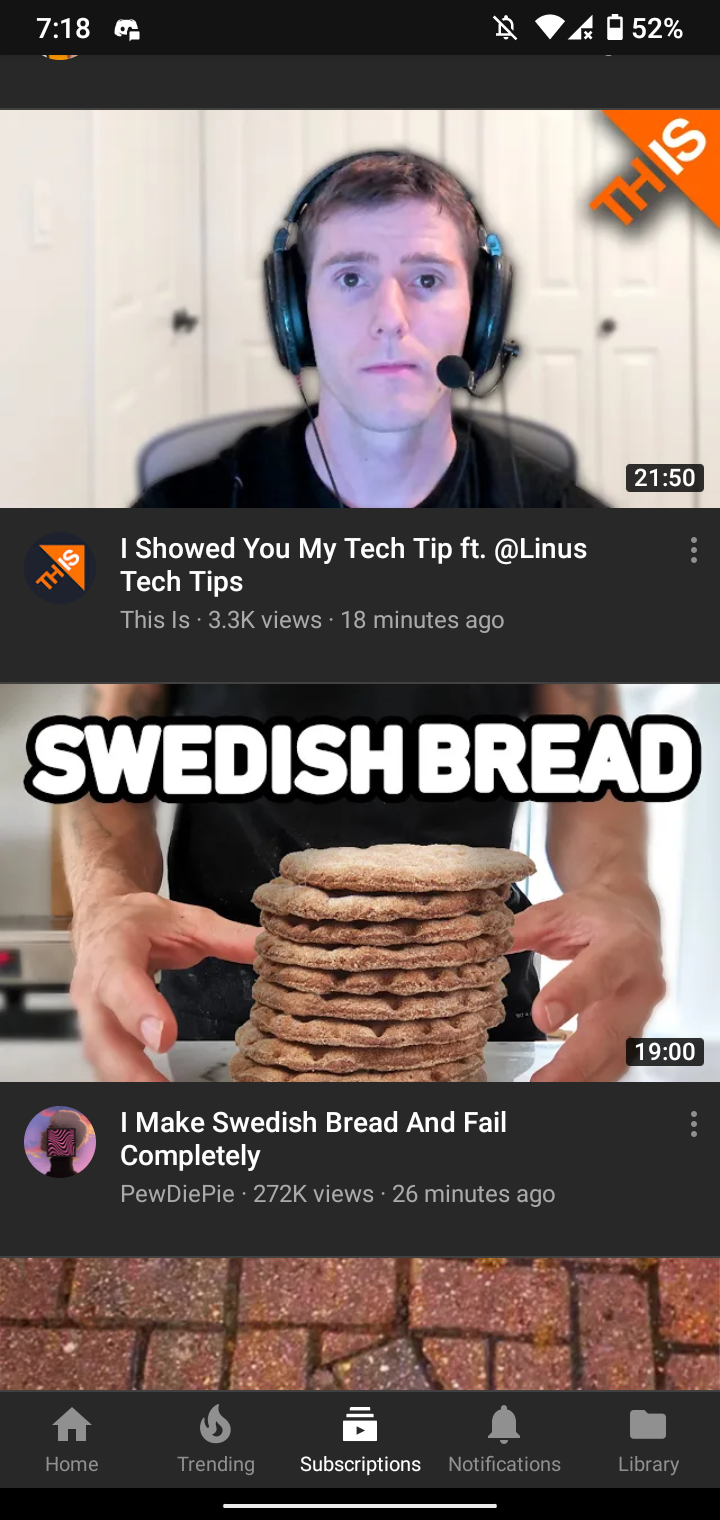 7:18
52%
THIS
21:50
THIS
I Showed You My Tech Tip ft. @Linus
Tech Tips
This Is · 3.3K views · 18 minutes ago
SWEDISH BREAD
19:00
I Make Swedish Bread And Fail
Completely
PewDiePie · 272K views · 26 minutes ago
Home Trending Subscriptions Notifications Library